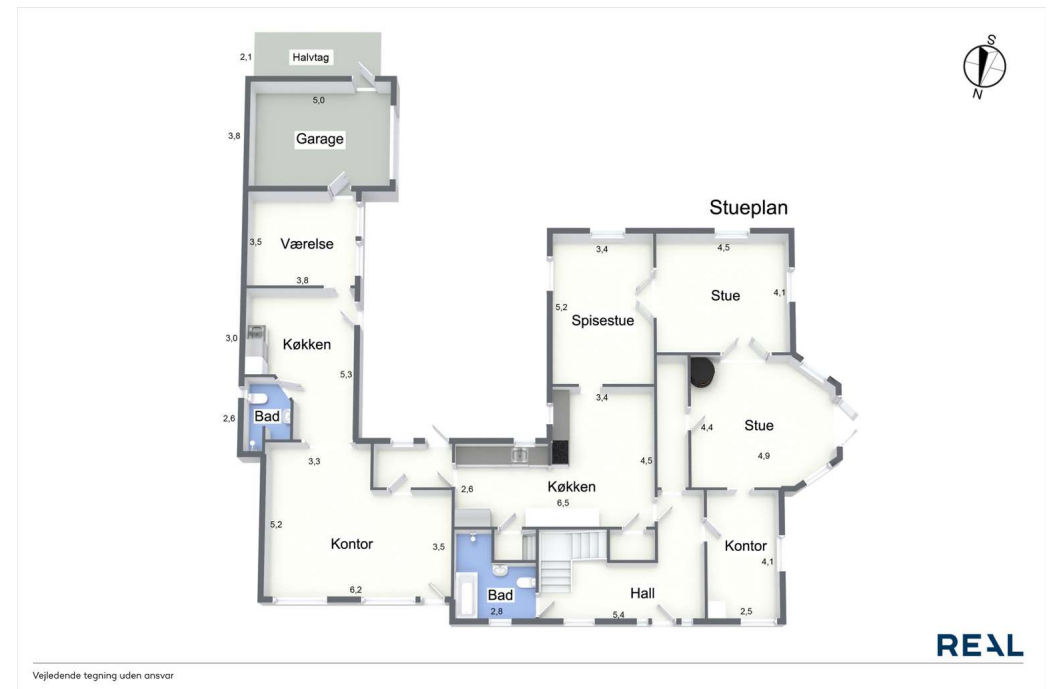 2,1
Halvtag
S
N
5,0
3,8
Garage
Stueplan
3,5
Værelse
3,8
3,4
4,5
5,2
Stue
4,1
Spisestue
3,0
Køkken
5,3
3,4
2,6
Bad
4,4
Stue
4,9
3,3
4,5
2,6
Køkken
6,5
5,2
Kontor
3,5
6,2
Kontor
4,1
Bad
2,8
Hall
5,4
2,5
REAL
Vejledende tegning uden ansvar